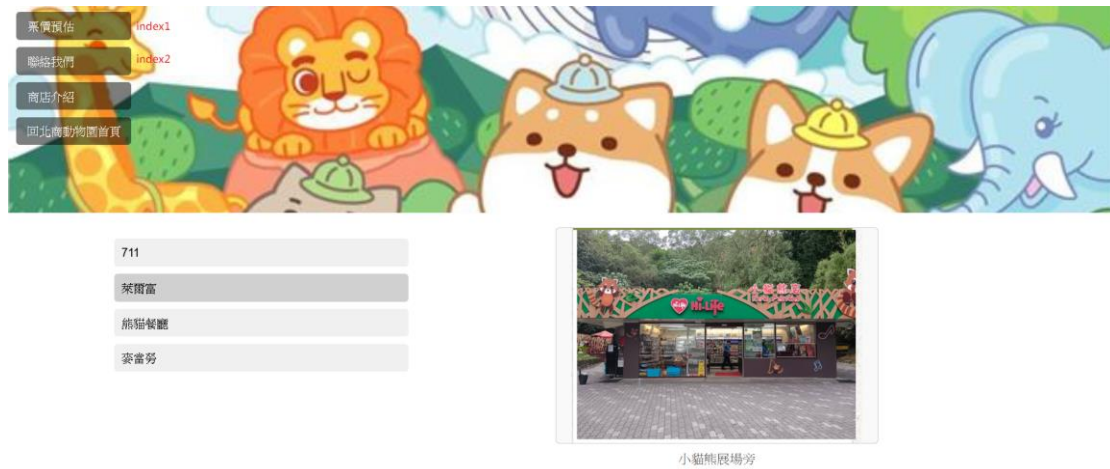 票價預估
index1
聯絡我們
index2
商店介紹
回北商動物園首頁
711
萊爾富
熊貓餐廳
麥當勞
Hi-Life
小貓熊展場旁